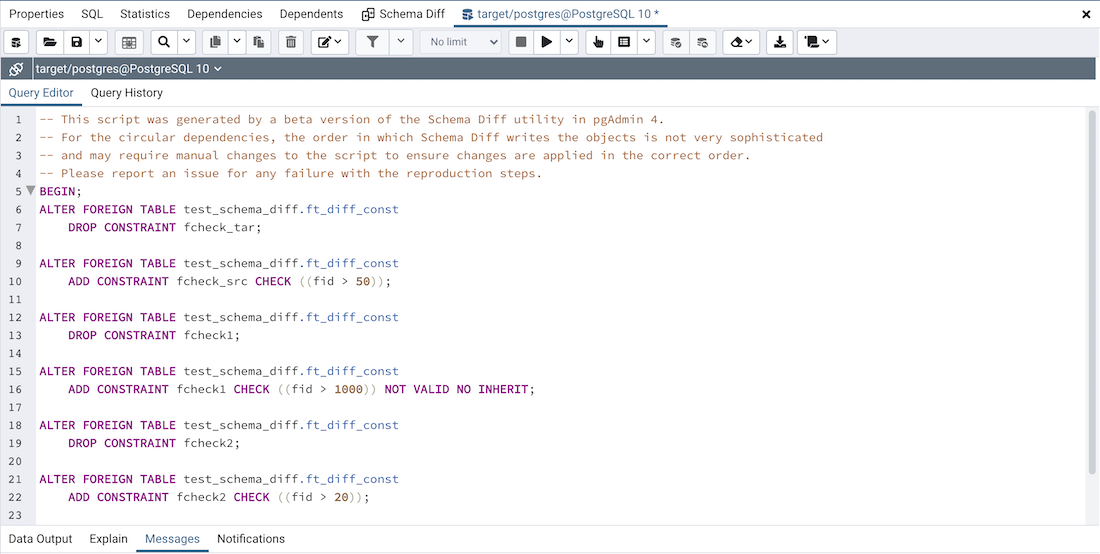 Properties SQL Statistics Dependencies Dependents Schema Diff target/postgres@PostgreSQL 10 *
No limit
target/postgres@PostgreSQL 10
Query Editor Query History
1 -- This script was generated by a beta version of the Schema Diff utility in pgAdmin 4.
2 -- For the circular dependencies, the order in which Schema Diff writes the objects is not very sophisticated
3 -- and may require manual changes to the script to ensure changes are applied in the correct order.
4 -- Please report an issue for any failure with the reproduction steps.
5 BEGIN;
6 ALTER FOREIGN TABLE test_schema_diff.ft_diff_const
7     DROP CONSTRAINT fcheck_tar;
8
9 ALTER FOREIGN TABLE test_schema_diff.ft_diff_const
10     ADD CONSTRAINT fcheck_src CHECK ((fid > 50));
11
12 ALTER FOREIGN TABLE test_schema_diff.ft_diff_const
13     DROP CONSTRAINT fcheck1;
14
15 ALTER FOREIGN TABLE test_schema_diff.ft_diff_const
16     ADD CONSTRAINT fcheck1 CHECK ((fid > 1000)) NOT VALID NO INHERIT;
17
18 ALTER FOREIGN TABLE test_schema_diff.ft_diff_const
19     DROP CONSTRAINT fcheck2;
20
21 ALTER FOREIGN TABLE test_schema_diff.ft_diff_const
22     ADD CONSTRAINT fcheck2 CHECK ((fid > 20));
23
Data Output Explain Messages Notifications